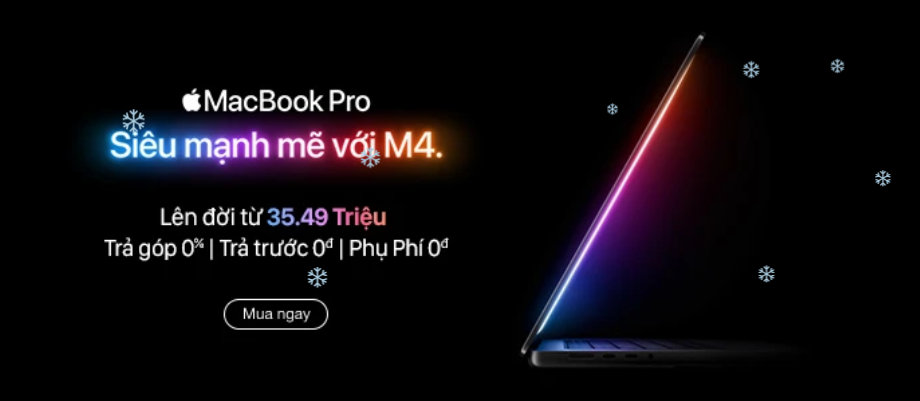 MacBook Pro
Siêu mạnh mẽ với M4.
Lên đời từ 35.49 Triệu
Trả góp 0% | Trả trước 0đ | Phụ Phí 0đ
Mua ngay